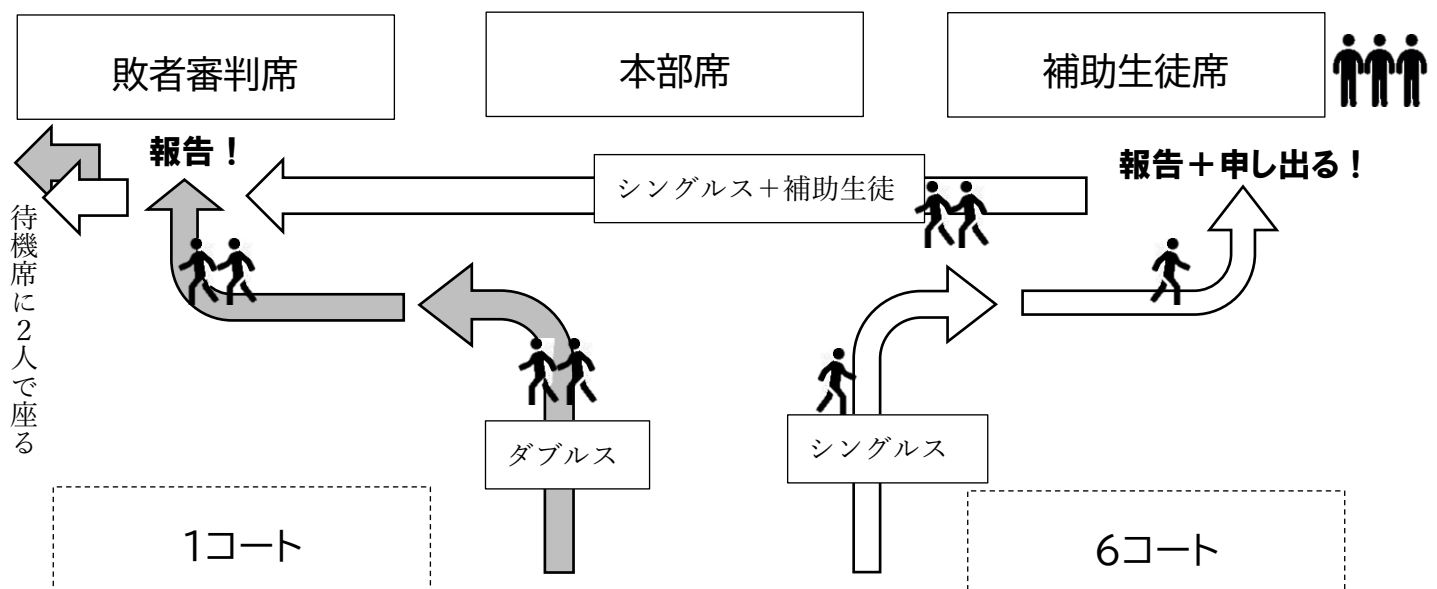 敗者審判席
本部席
補助生徒席
報告！
報告＋申し出る！
シングルス＋補助生徒
待機席に２人で座る
ダブルス
シングルス
1コート
6コート